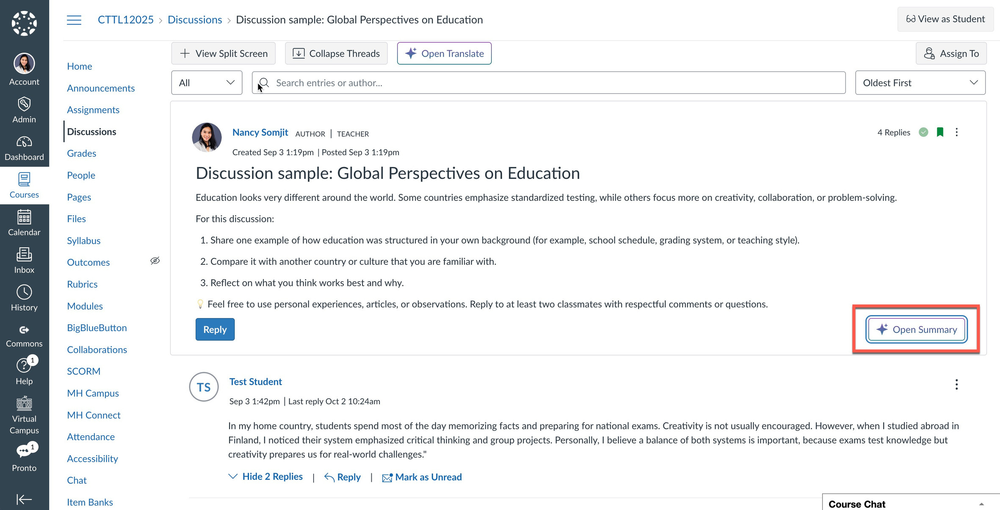 CTTL12025 > Discussions > Discussion sample: Global Perspectives on Education
View as Student
Account
Admin
Dashboard
Courses
Calendar
Inbox
History
Commons
1
Help
Virtual
Campus
1
Pronto
Home
Announcements
Assignments
Discussions
Grades
People
Pages
Files
Syllabus
Outcomes
Rubrics
Modules
BigBlueButton
Collaborations
SCORM
MH Campus
MH Connect
Attendance
Accessibility
Chat
Item Banks
View Split Screen
Collapse Threads
Open Translate
Assign To
All
Search entries or author...
Oldest First
Nancy Somjit AUTHOR | TEACHER
4 Replies
Created Sep 3 1:19pm | Posted Sep 3 1:19pm
Discussion sample: Global Perspectives on Education
Education looks very different around the world. Some countries emphasize standardized testing, while others focus more on creativity, collaboration, or problem-solving.
For this discussion:
1. Share one example of how education was structured in your own background (for example, school schedule, grading system, or teaching style).
2. Compare it with another country or culture that you are familiar with.
3. Reflect on what you think works best and why.
💡 Feel free to use personal experiences, articles, or observations. Reply to at least two classmates with respectful comments or questions.
Reply
Open Summary
TS
Test Student
Sep 3 1:42pm | Last reply Oct 2 10:24am
In my home country, students spend most of the day memorizing facts and preparing for national exams. Creativity is not usually encouraged. However, when I studied abroad in
Finland, I noticed their system emphasized critical thinking and group projects. Personally, I believe a balance of both systems is important, because exams test knowledge but
creativity prepares us for real-world challenges."
Hide 2 Replies | Reply | Mark as Unread
Course Chat